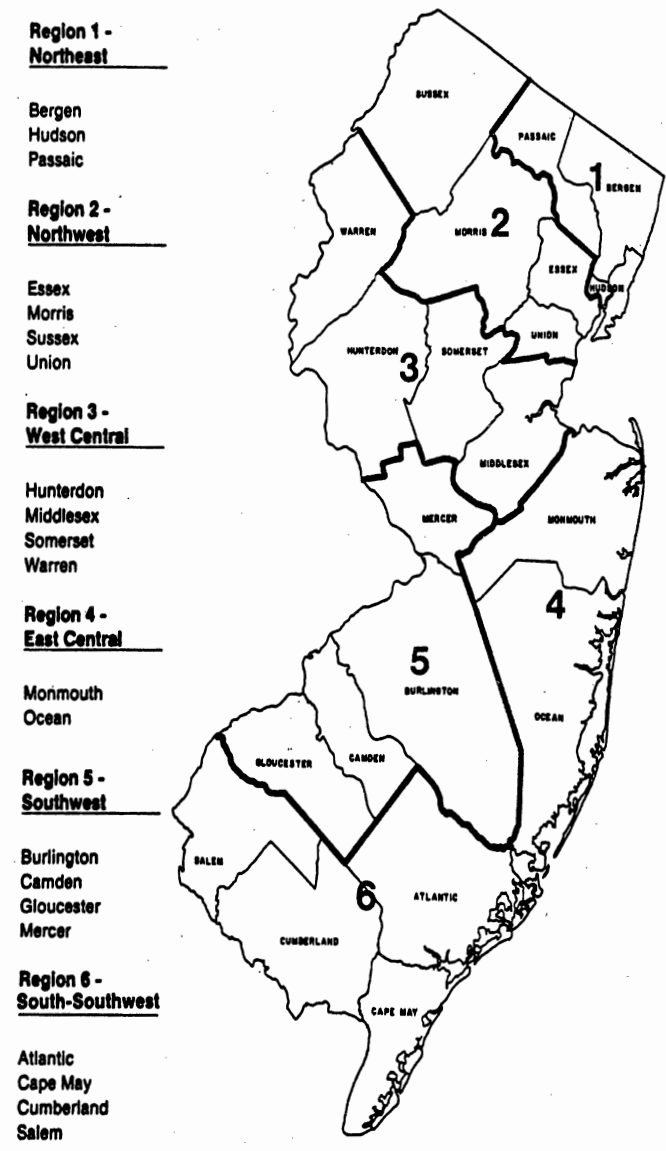 Region 1 -
Northeast
Bergen
Hudson
Passaic
Region 2 -
Northwest
Essex
Morris
Sussex
Union
Region 3 -
West Central
Hunterdon
Middlesex
Somerset
Warren
Region 4 -
East Central
Monmouth
Ocean
Region 5 -
Southwest
Burlington
Camden
Gloucester
Mercer
Region 6 -
South-Southwest
Atlantic
Cape May
Cumberland
Salem
SUSSEX
PASSAIC
1
BERGEN
WARREN
MORRIS
2
ESSEX
HUDSON
UNION
HUNTERDON
3
SOMERSET
MIDDLESEX
MERCER
MONMOUTH
4
5
BURLINGTON
OCEAN
GLOUCESTER
CAMDEN
SALEM
6
ATLANTIC
CUMBERLAND
CAPE MAY